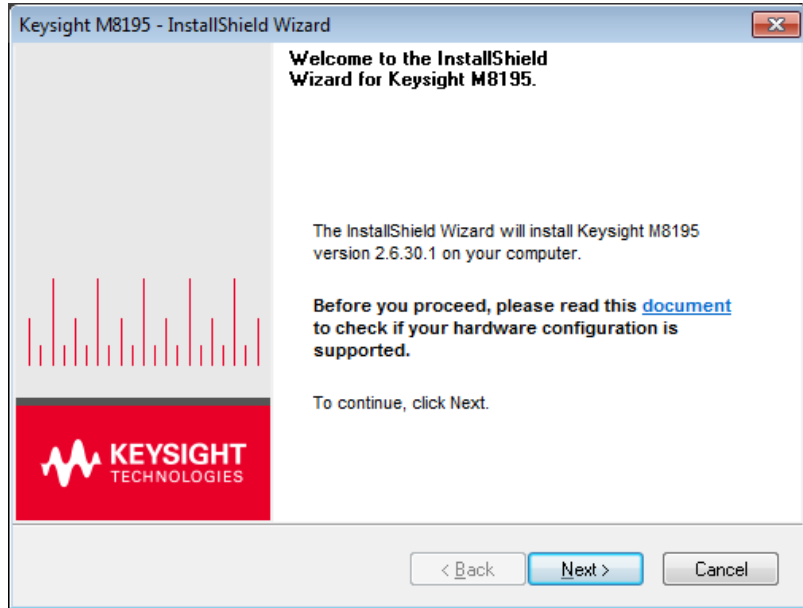 Keysight M8195 - InstallShield Wizard
Welcome to the InstallShield
Wizard for Keysight M8195.
The InstallShield Wizard will install Keysight M8195
version 2.6.30.1 on your computer.
Before you proceed, please read this document
to check if your hardware configuration is
supported.
To continue, click Next.
KEYSIGHT
TECHNOLOGIES
< Back
Next >
Cancel